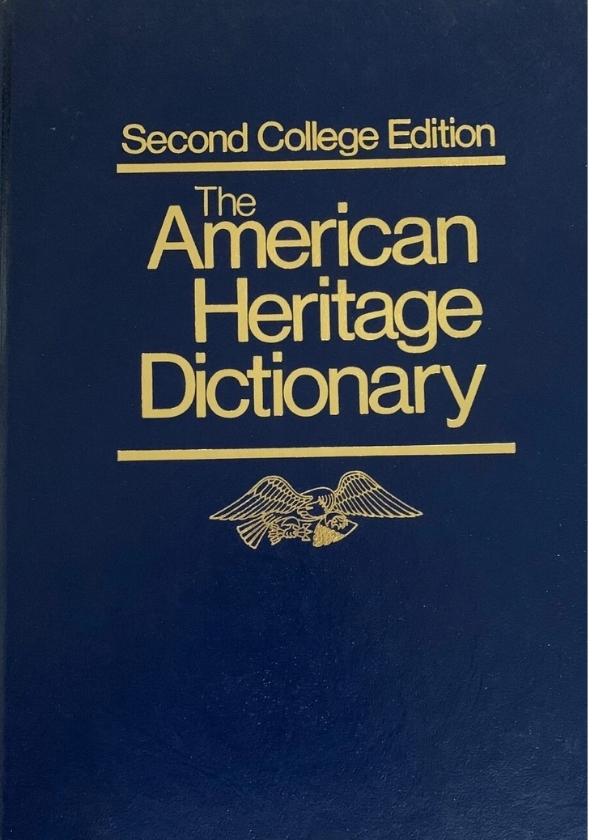 Second College Edition
The
American
Heritage
Dictionary